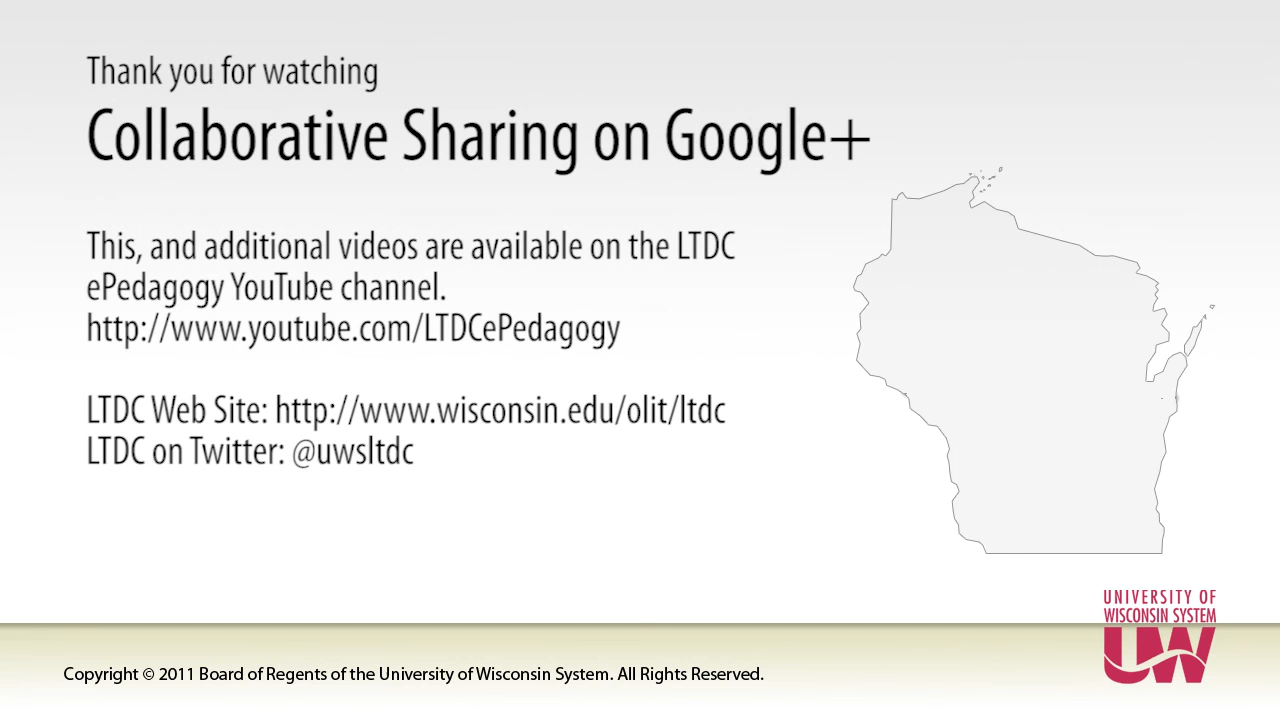 Thank you for watching
Collaborative Sharing on Google+
This, and additional videos are available on the LTDC
ePedagogy YouTube channel.
http://www.youtube.com/LTDCePedagogy
LTDC Web Site: http://www.wisconsin.edu/olit/ltdc
LTDC on Twitter: @uwsltdc
UNIVERSITY OF
WISCONSIN SYSTEM
UW
Copyright © 2011 Board of Regents of the University of Wisconsin System. All Rights Reserved.